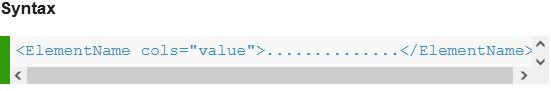 Syntax
<ElementName cols="value">..............</ElementName>